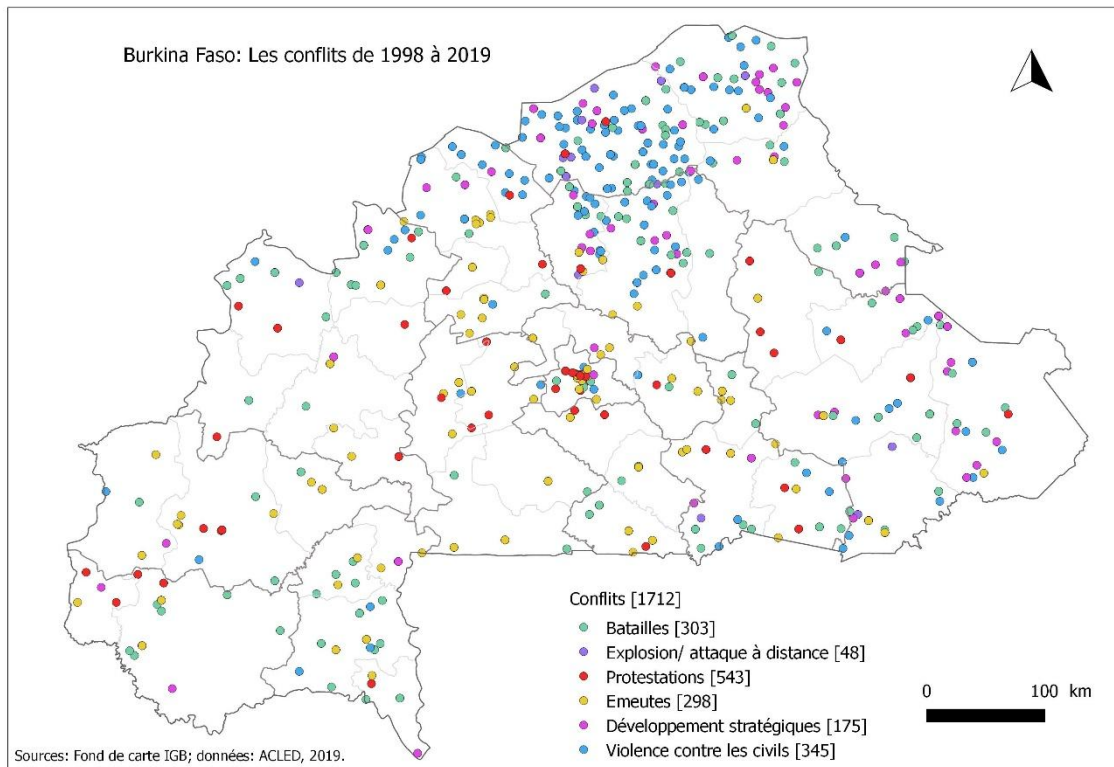 Burkina Faso: Les conflits de 1998 à 2019
Conflits [1712]
Batailles [303]
Explosion/ attaque à distance [48]
Protestations [543]
Emeutes [298]
Développement stratégiques [175]
Violence contre les civils [345]
0 100 km
Sources: Fond de carte IGB; données: ACLED, 2019.